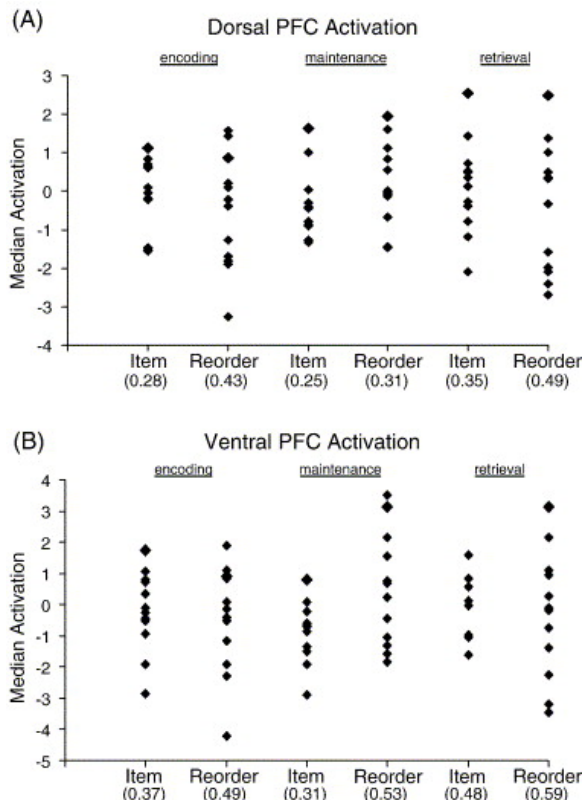 (A)
Dorsal PFC Activation
encoding maintenance retrieval
3
2
1
0
-1
-2
-3
-4
Median Activation
Item Reorder Item Reorder Item Reorder
(0.28) (0.43) (0.25) (0.31) (0.35) (0.49)
(B)
Ventral PFC Activation
encoding maintenance retrieval
4
3
2
1
0
-1
-2
-3
-4
-5
Median Activation
Item Reorder Item Reorder Item Reorder
(0.37) (0.49) (0.31) (0.53) (0.48) (0.59)